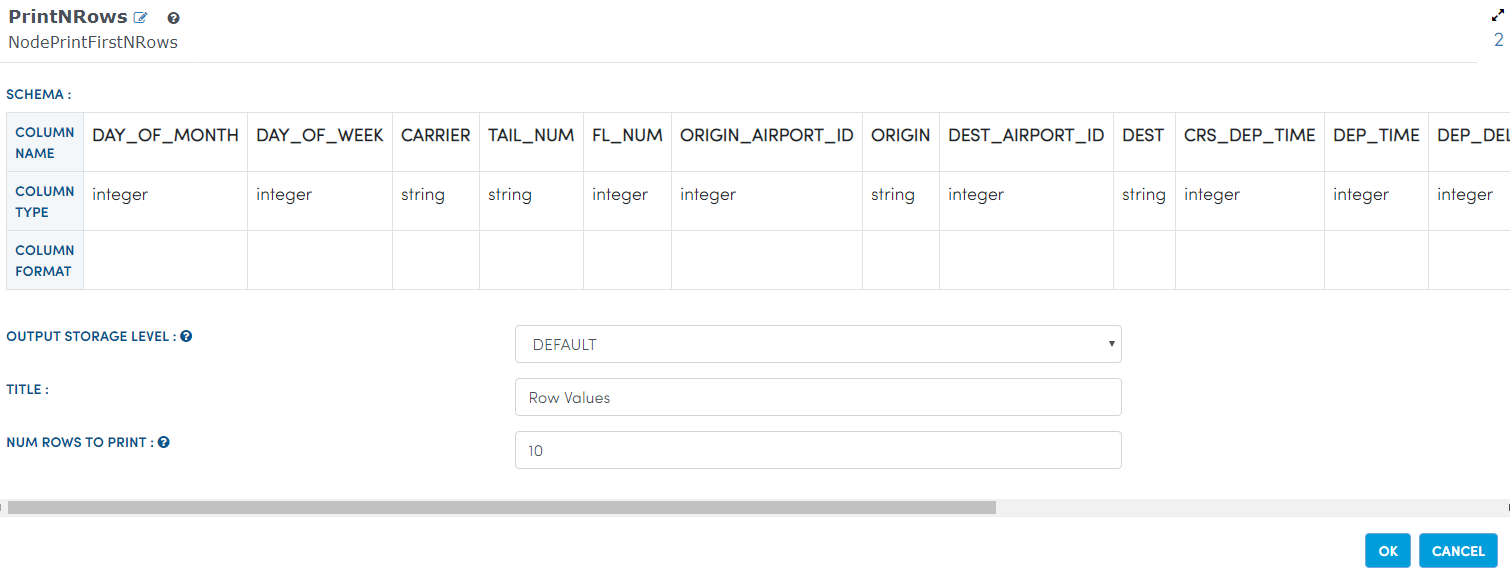 PrintNRows
NodePrintFirstNRows
2
SCHEMA :
COLUMN NAME DAY_OF_MONTH DAY_OF_WEEK CARRIER TAIL_NUM FL_NUM ORIGIN_AIRPORT_ID ORIGIN DEST_AIRPORT_ID DEST CRS_DEP_TIME DEP_TIME DEP_DEL
COLUMN TYPE integer integer string string integer integer string integer string integer integer integer
COLUMN FORMAT
OUTPUT STORAGE LEVEL : DEFAULT
TITLE : Row Values
NUM ROWS TO PRINT : 10
OK CANCEL